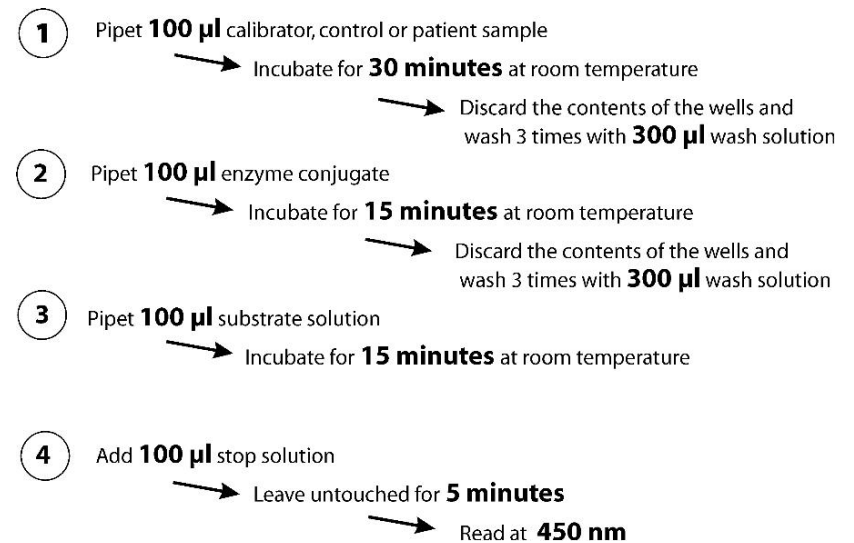 1 Pipet 100 µl calibrator, control or patient sample
Incubate for 30 minutes at room temperature
Discard the contents of the wells and
wash 3 times with 300 µl wash solution
2 Pipet 100 µl enzyme conjugate
Incubate for 15 minutes at room temperature
Discard the contents of the wells and
wash 3 times with 300 µl wash solution
3 Pipet 100 µl substrate solution
Incubate for 15 minutes at room temperature
4 Add 100 µl stop solution
Leave untouched for 5 minutes
Read at 450 nm